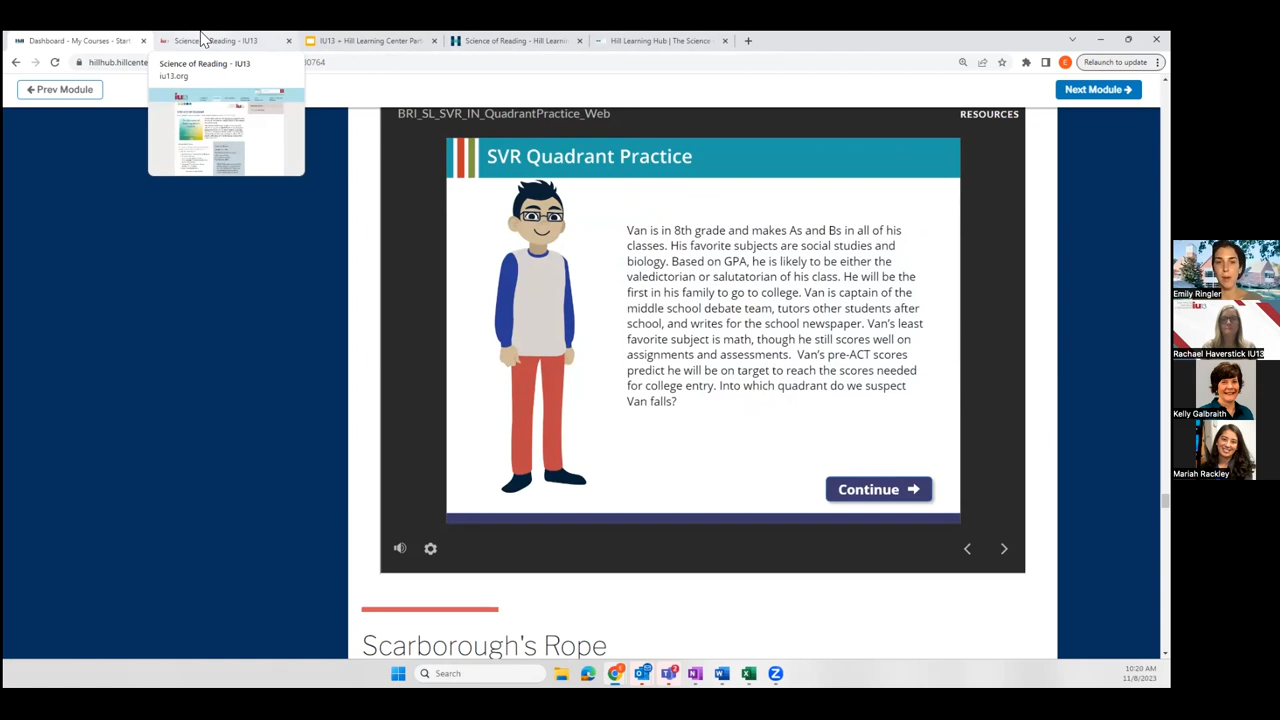 Dashboard - My Courses - Start
Science of Reading - IU13
IU13 + Hill Learning Center Part
Science of Reading - Hill Learnin
Hill Learning Hub | The Science
hillhub.hillcente
30764
Relaunch to update
Science of Reading - IU13
iu13.org
Prev Module
Next Module
BRI_SL_SVR_IN_QuadrantPractice_Web
RESOURCES
SVR Quadrant Practice
Van is in 8th grade and makes As and Bs in all of his
classes. His favorite subjects are social studies and
biology. Based on GPA, he is likely to be either the
valedictorian or salutatorian of his class. He will be the
first in his family to go to college. Van is captain of the
middle school debate team, tutors other students after
school, and writes for the school newspaper. Van's least
favorite subject is math, though he still scores well on
assignments and assessments. Van's pre-ACT scores
predict he will be on target to reach the scores needed
for college entry. Into which quadrant do we suspect
Van falls?
Continue
Scarborough's Rope
Emily Ringler
Rachael Haverstick IU13
Kelly Galbraith
Mariah Rackley
Search
10:20 AM
11/8/2023